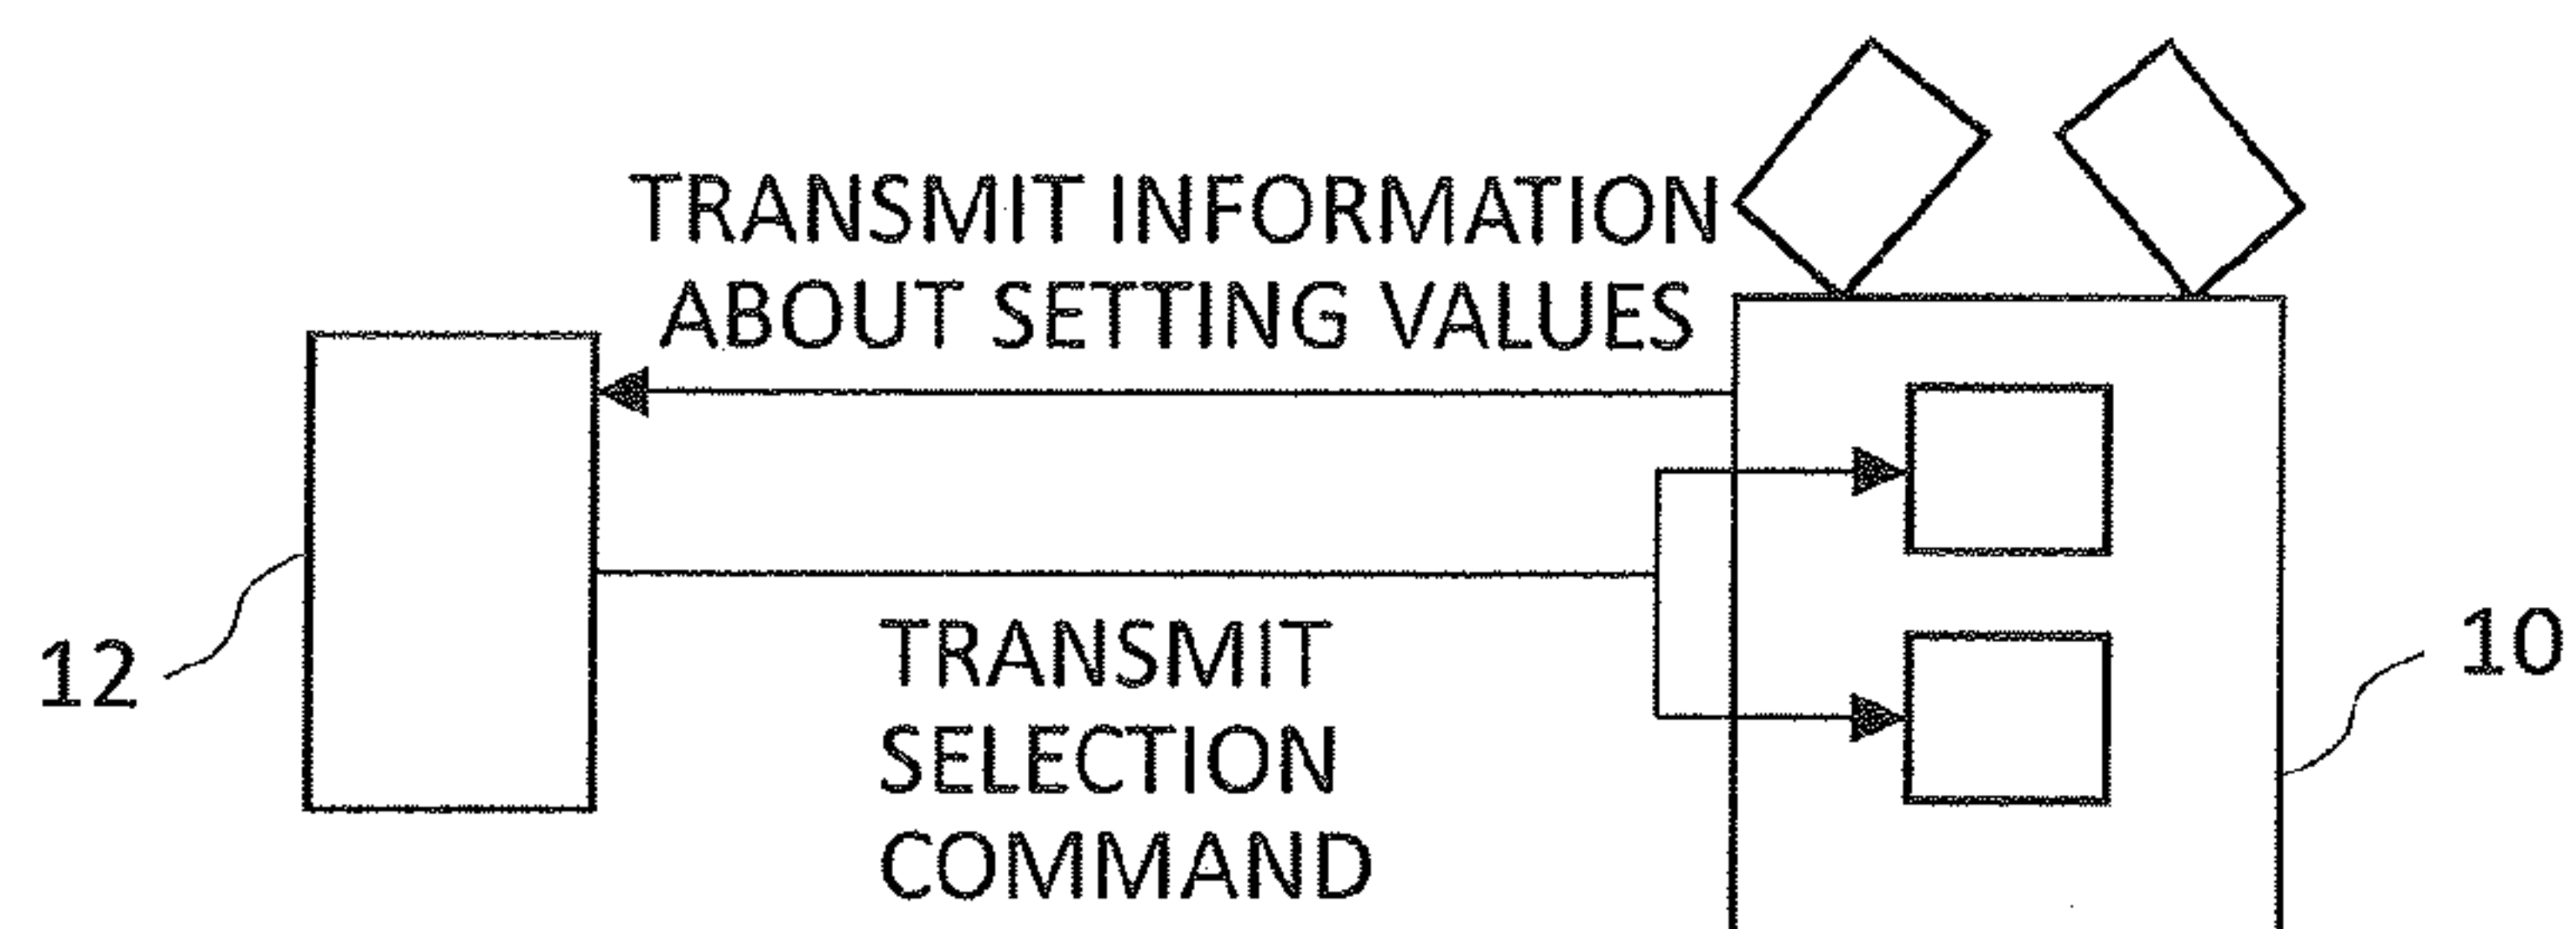 TRANSMIT INFORMATION
ABOUT SETTING VALUES
12
10
TRANSMIT
SELECTION
COMMAND